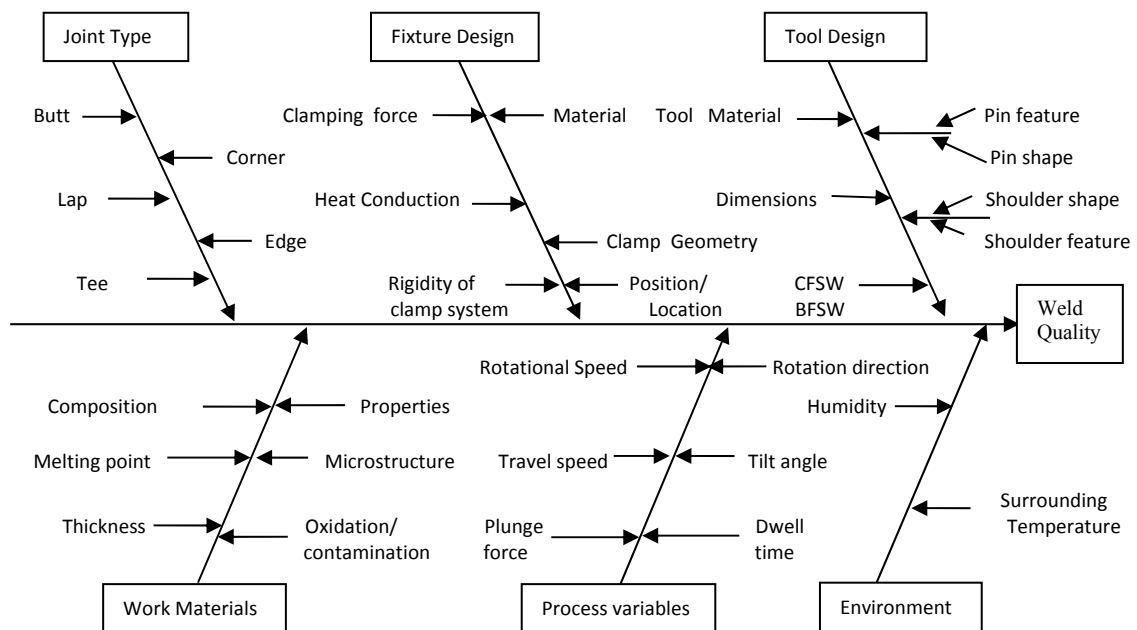 Joint Type
Fixture Design
Tool Design
Butt
Corner
Lap
Edge
Tee
Clamping force
Material
Heat Conduction
Clamp Geometry
Rigidity of
clamp system
Position/
Location
Tool Material
Pin feature
Pin shape
Dimensions
Shoulder shape
Shoulder feature
CFSW
BFSW
Weld
Quality
Composition
Properties
Melting point
Microstructure
Thickness
Oxidation/
contamination
Rotational Speed
Rotation direction
Travel speed
Tilt angle
Plunge
force
Dwell
time
Humidity
Surrounding
Temperature
Work Materials
Process variables
Environment